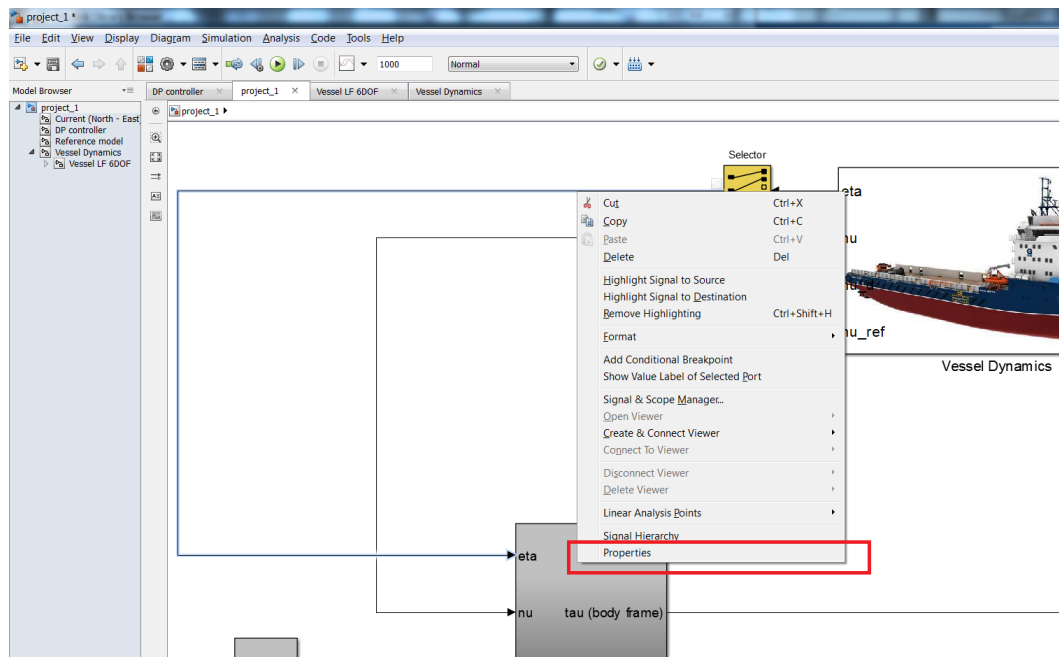 project_1 *
File Edit View Display Diagram Simulation Analysis Code Tools Help
1000 Normal
Model Browser
DP controller × project_1 × Vessel LF 6DOF × Vessel Dynamics ×
project_1
project_1
Current (North - East
DP controller
Reference model
Vessel Dynamics
Vessel LF 6DOF
Selector
Cut Ctrl+X
Copy Ctrl+C
Paste Ctrl+V
Delete Del
Highlight Signal to Source
Highlight Signal to Destination
Remove Highlighting Ctrl+Shift+H
Format
Add Conditional Breakpoint
Show Value Label of Selected Port
Signal & Scope Manager...
Open Viewer
Create & Connect Viewer
Connect To Viewer
Disconnect Viewer
Delete Viewer
Linear Analysis Points
Signal Hierarchy
Properties
eta
nu_ref
Vessel Dynamics
eta
nu tau (body frame)